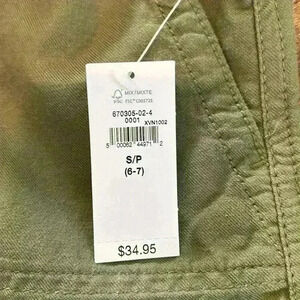 MIX/MIXTE
670305-02-4
0001 XVN1002
5 00062 44971 2
S/P
(6-7)
$34.95